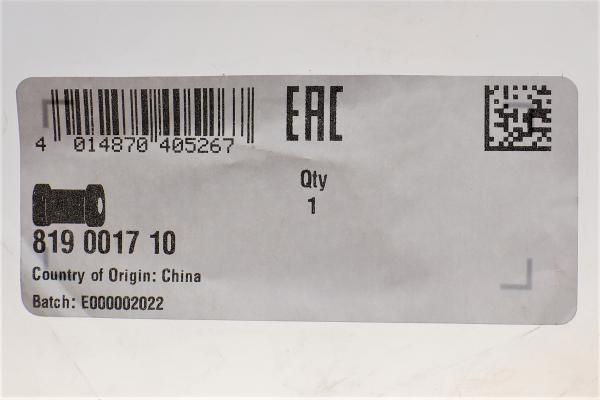 EAC
4 014870 405267
Qty
1
819 0017 10
Country of Origin: China
Batch: E000002022